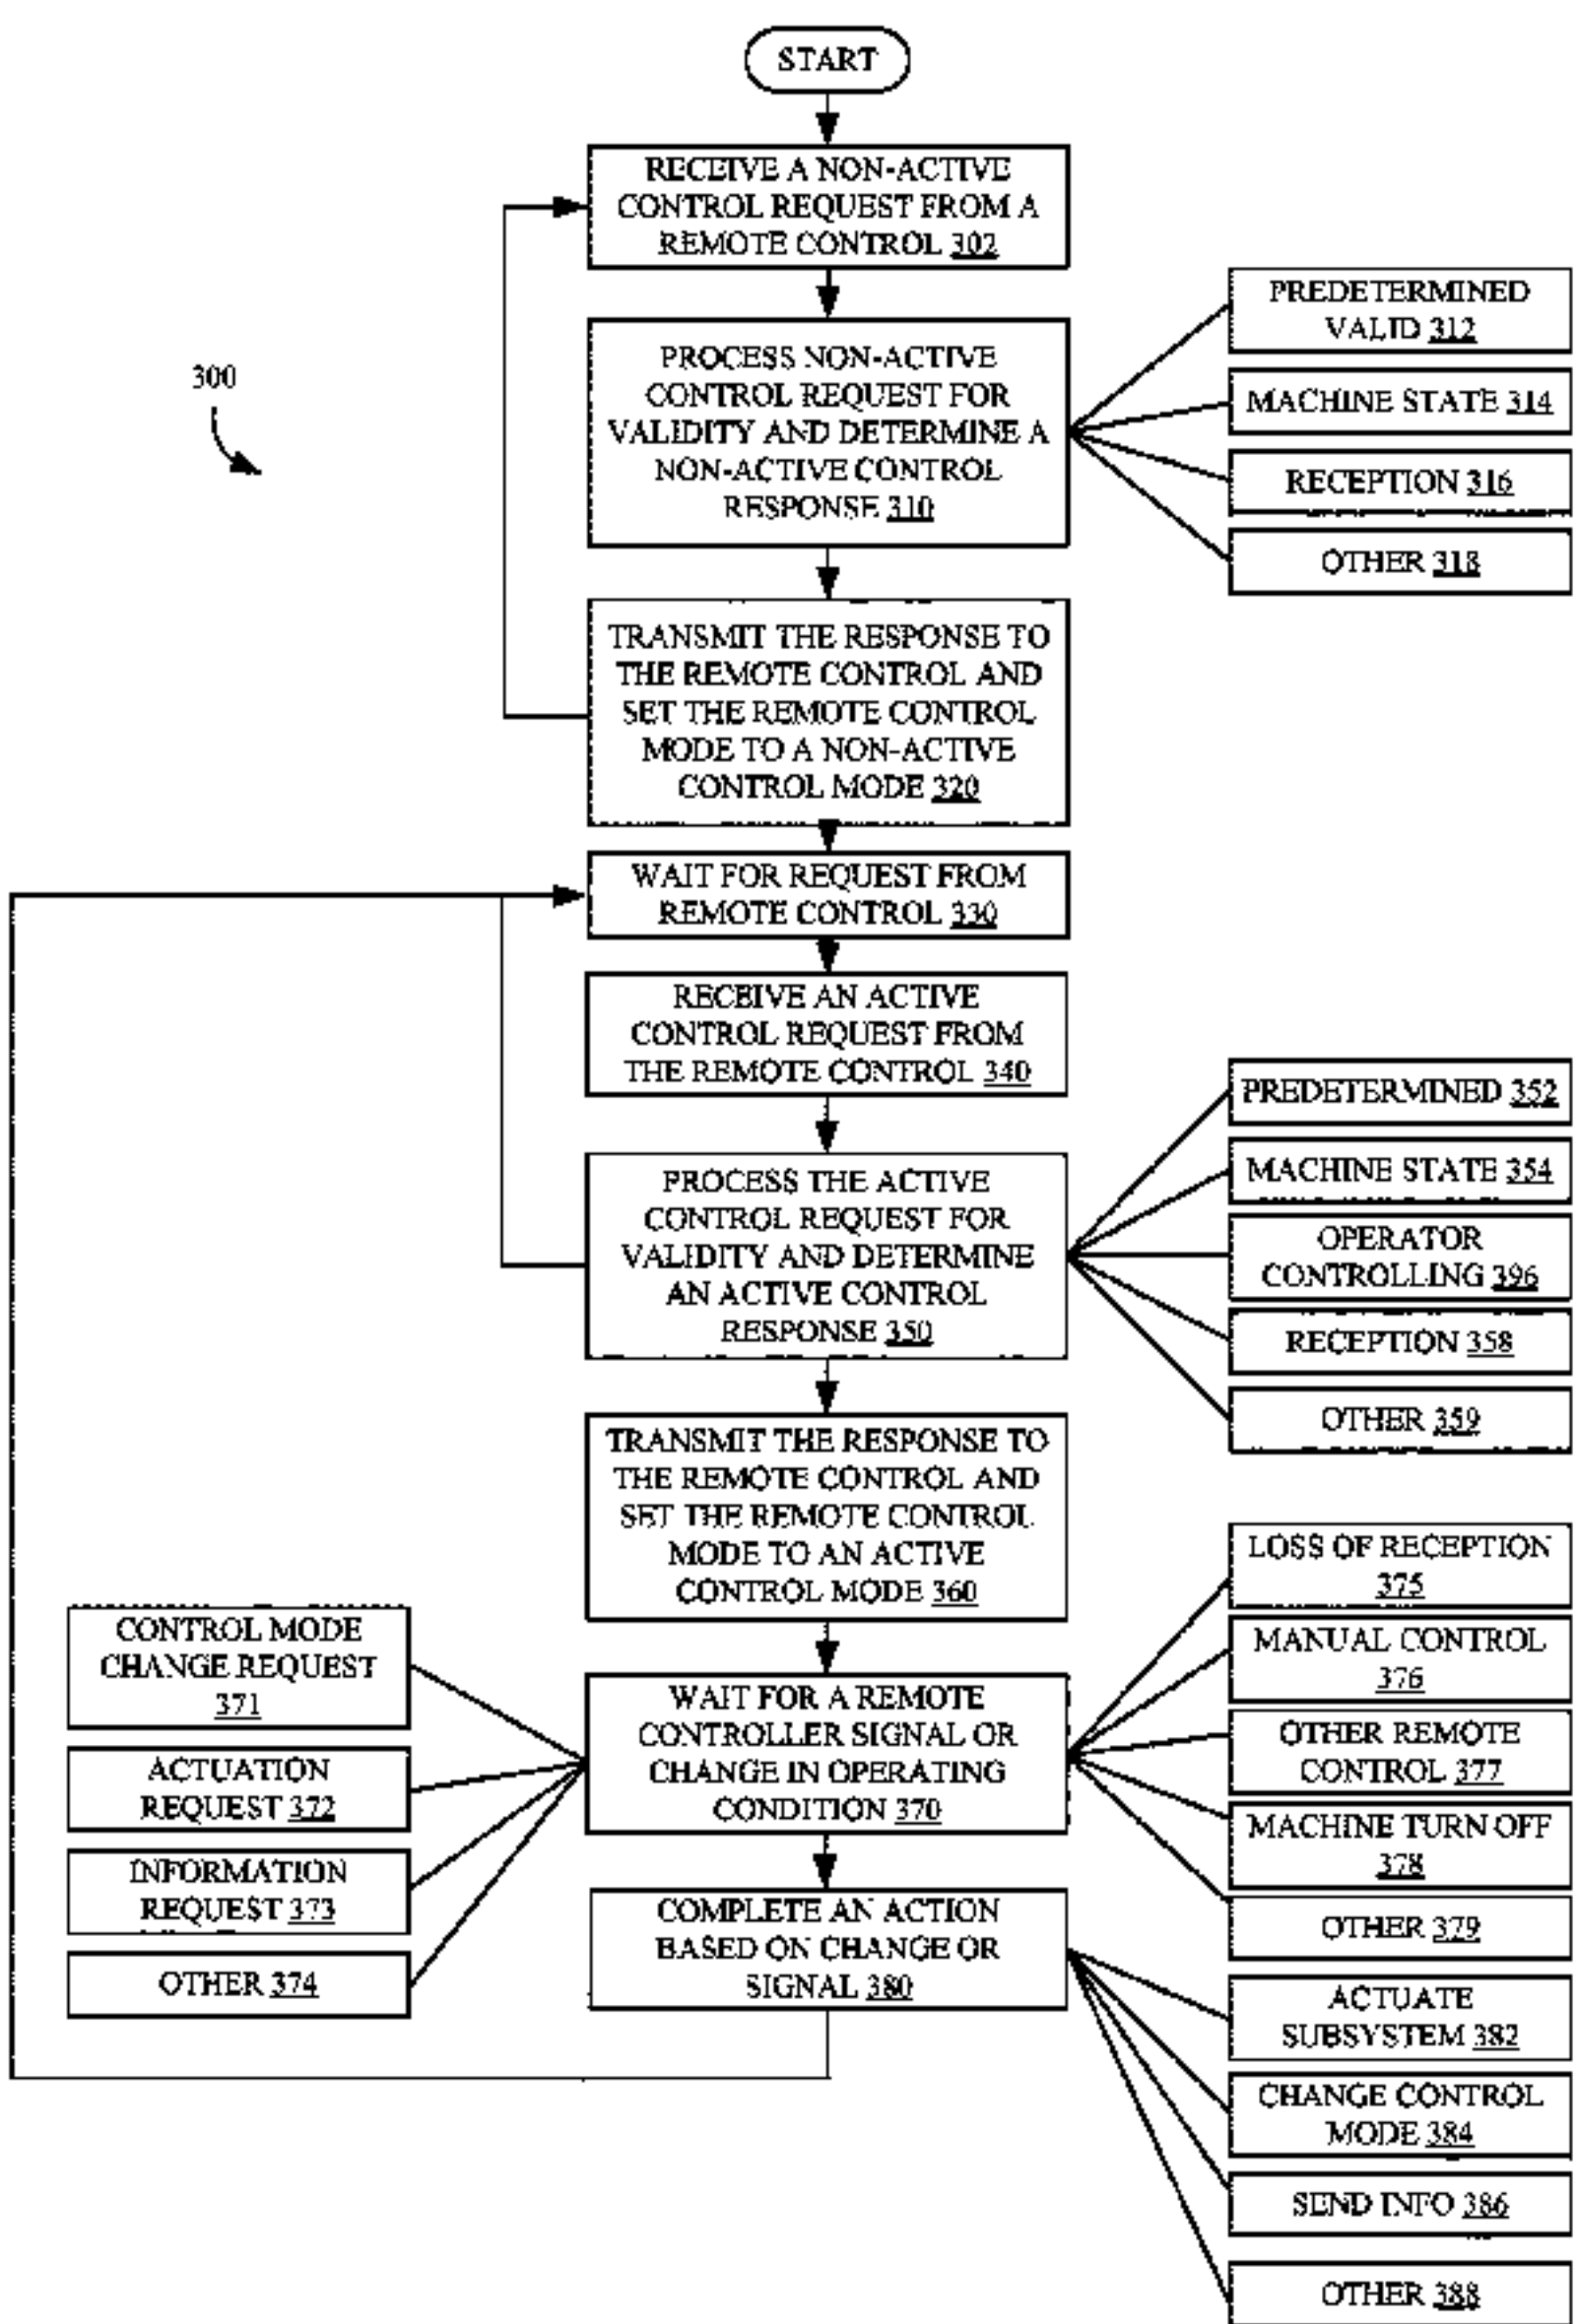 START
RECEIVE A NON-ACTIVE
CONTROL REQUEST FROM A
REMOTE CONTROL 302
300
PROCESS NON-ACTIVE
CONTROL REQUEST FOR
VALIDITY AND DETERMINE A
NON-ACTIVE CONTROL
RESPONSE 310
PREDETERMINED
VALID 312
MACHINE STATE 314
RECEPTION 316
OTHER 318
TRANSMIT THE RESPONSE TO
THE REMOTE CONTROL AND
SET THE REMOTE CONTROL
MODE TO A NON-ACTIVE
CONTROL MODE 320
WAIT FOR REQUEST FROM
REMOTE CONTROL 330
RECEIVE AN ACTIVE
CONTROL REQUEST FROM
THE REMOTE CONTROL 340
PROCESS THE ACTIVE
CONTROL REQUEST FOR
VALIDITY AND DETERMINE
AN ACTIVE CONTROL
RESPONSE 350
PREDETERMINED 352
MACHINE STATE 354
OPERATOR
CONTROLLING 396
RECEPTION 358
OTHER 359
TRANSMIT THE RESPONSE TO
THE REMOTE CONTROL AND
SET THE REMOTE CONTROL
MODE TO AN ACTIVE
CONTROL MODE 360
CONTROL MODE
CHANGE REQUEST
371
ACTUATION
REQUEST 372
INFORMATION
REQUEST 373
OTHER 374
WAIT FOR A REMOTE
CONTROLLER SIGNAL OR
CHANGE IN OPERATING
CONDITION 370
LOSS OF RECEPTION
375
MANUAL CONTROL
376
OTHER REMOTE
CONTROL 377
MACHINE TURN OFF
378
OTHER 379
COMPLETE AN ACTION
BASED ON CHANGE OR
SIGNAL 380
ACTUATE
SUBSYSTEM 382
CHANGE CONTROL
MODE 384
SEND INFO 386
OTHER 388